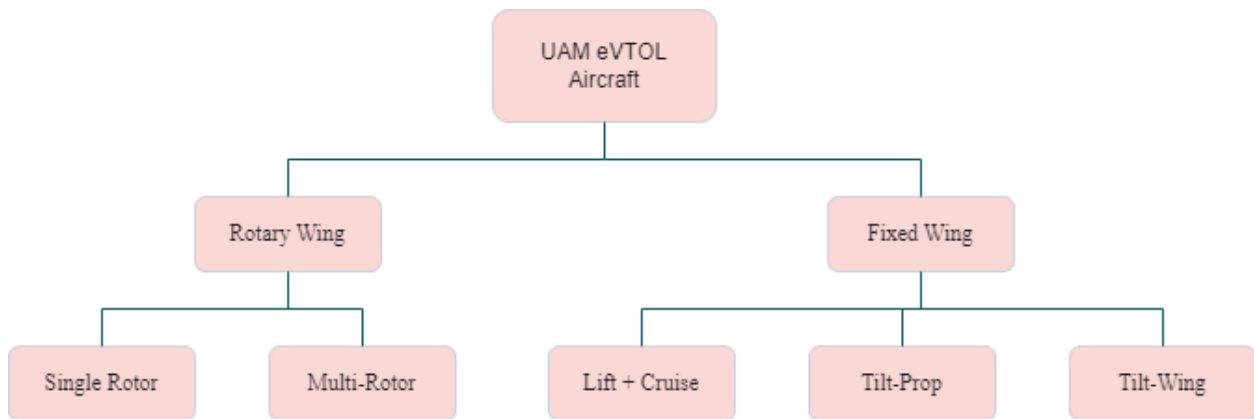 UAM eVTOL
Aircraft
Rotary Wing
Fixed Wing
Single Rotor
Multi-Rotor
Lift + Cruise
Tilt-Prop
Tilt-Wing